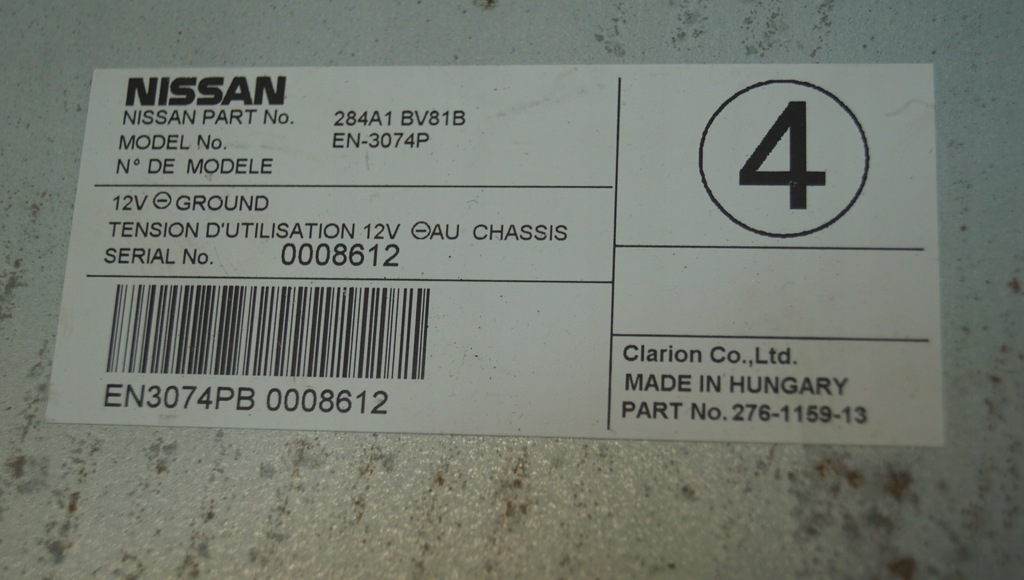 NISSAN
NISSAN PART No. 284A1 BV81B
MODEL No. EN-3074P
N° DE MODELE
12V ⊖ GROUND
TENSION D'UTILISATION 12V ⊖AU CHASSIS
SERIAL No. 0008612
EN3074PB 0008612
4
Clarion Co.,Ltd.
MADE IN HUNGARY
PART No. 276-1159-13